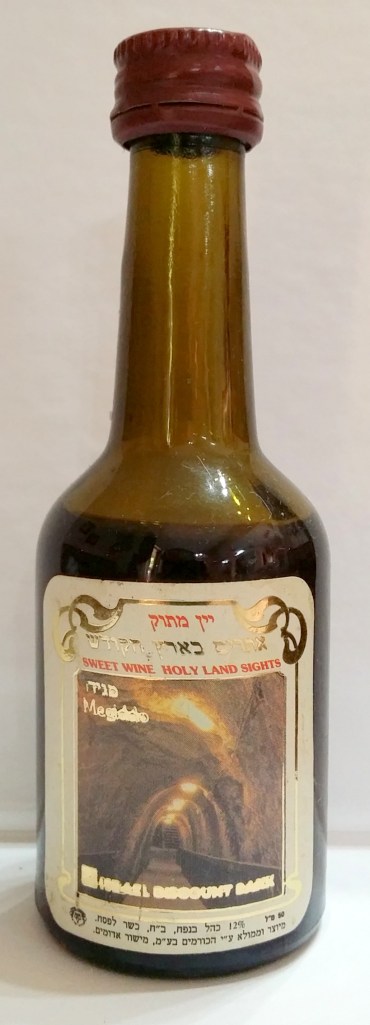 יין מתוק
אתרים בארץ הקודש
SWEET WINE HOLY LAND SIGHTS
מגידו
Megiddo
ISRAEL DISCOUNT BANK
50 מ״ל 12% כהל בנפח, ב״ח, כשר לפסח.
מיוצר וממולא ע״י הכורמים בע״מ, מישור אדומים.